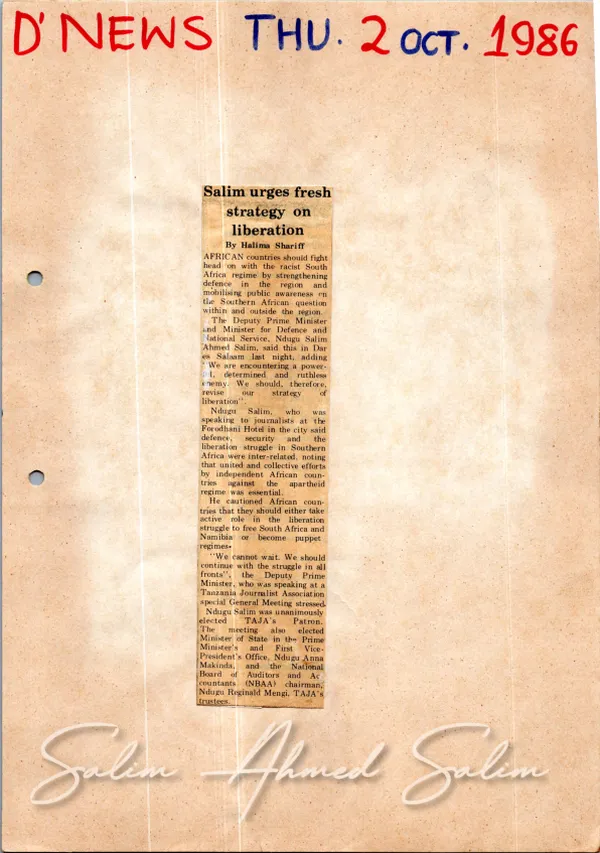 D' NEWS THU. 2 OCT. 1986
Salim urges fresh
strategy on
liberation
By Halima Shariff
AFRICAN countries should fight
head on with the racist South
Africa regime by strengthening
defence in the region and
mobilising public awareness on
the Southern African question
within and outside the region.
The Deputy Prime Minister
and Minister for Defence and
National Service, Ndugu Salim
Ahmed Salim, said this in Dar
es Salaam last night, adding
"We are encountering a power-
ful, determined and ruthless
enemy. We should, therefore,
revise our strategy of
liberation".
Ndugu Salim, who was
speaking to journalists at the
Forodhani Hotel in the city said
defence, security and the
liberation struggle in Southern
Africa were inter-related, noting
that united and collective efforts
by independent African coun-
tries against the apartheid
regime was essential.
He cautioned African coun-
tries that they should either take
active role in the liberation
struggle to free South Africa and
Namibia or become puppet
regimes.
"We cannot wait. We should
continue with the struggle in all
fronts", the Deputy Prime
Minister, who was speaking at a
Tanzania Journalist Association
special General Meeting stressed.
Ndugu Salim was unanimously
elected TAJA's Patron.
The meeting also elected
Minister of State in the Prime
Minister's and First Vice-
President's Office, Ndugu Anna
Makinda, and the National
Board of Auditors and Ac
countants (NBAA) chairman,
Ndugu Reginald Mengi, TAJA's
trustees.
Salim Ahmed Salim